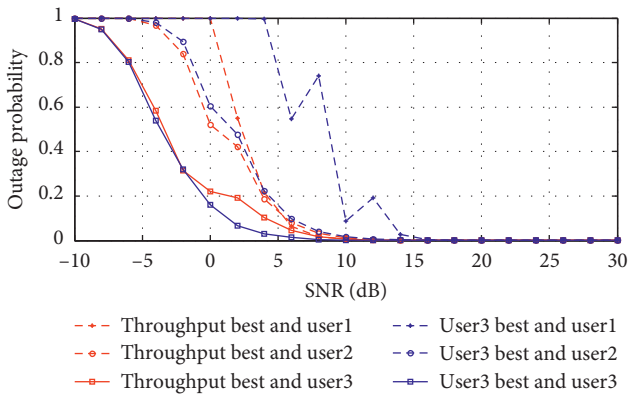 1
0.8
0.6
0.4
0.2
0
Outage probability
–10
–5
0
5
10
15
20
25
30
SNR (dB)
Throughput best and user1
Throughput best and user2
Throughput best and user3
User3 best and user1
User3 best and user2
User3 best and user3